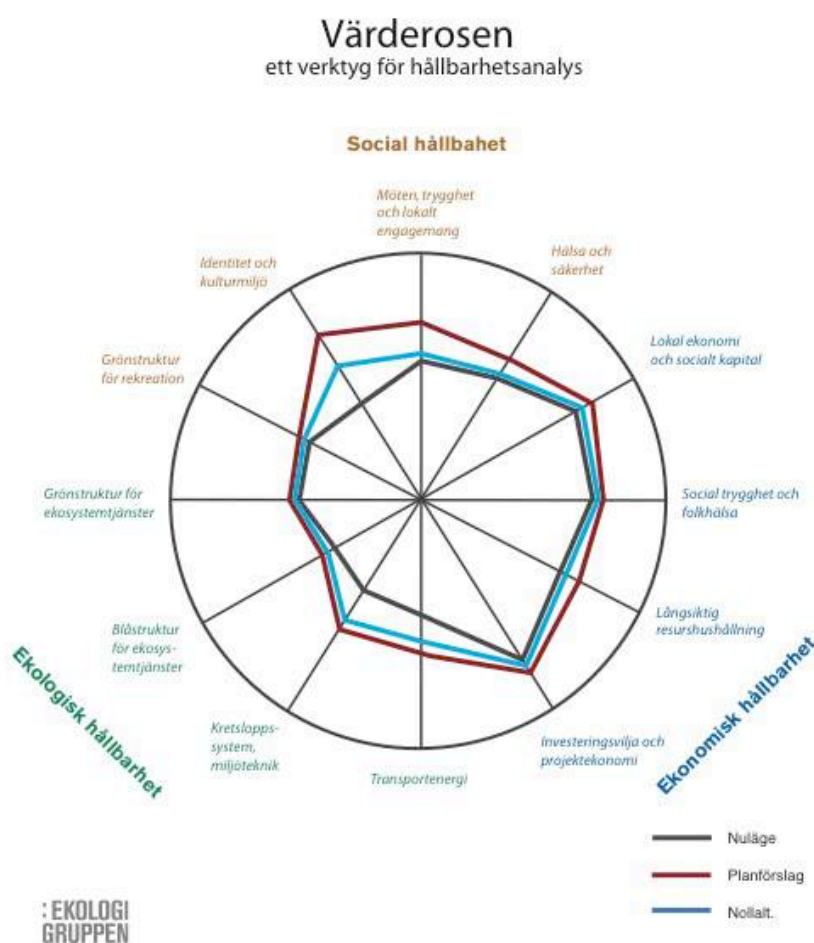 Värderosen
ett verktyg för hållbarhetsanalys
Social hållbahet
Möten, trygghet
och lokalt
engagemang
Identitet och
kulturmiljö
Hälsa och
säkerhet
Grönstruktur
för rekreation
Lokal ekonomi
och socialt kapital
Grönstruktur för
ekosystemtjänster
Social trygghet och
folkhälsa
Blåstruktur
för ekosys-
temtjänster
Långsiktig
resurshushållning
Ekologisk hållbarhet
Ekonomisk hållbarhet
Kretslopps-
system,
miljöteknik
Transportenergi
Investeringsvilja och
projektekonomi
Nuläge
Planförslag
Nollalt.
:EKOLOGI
GRUPPEN